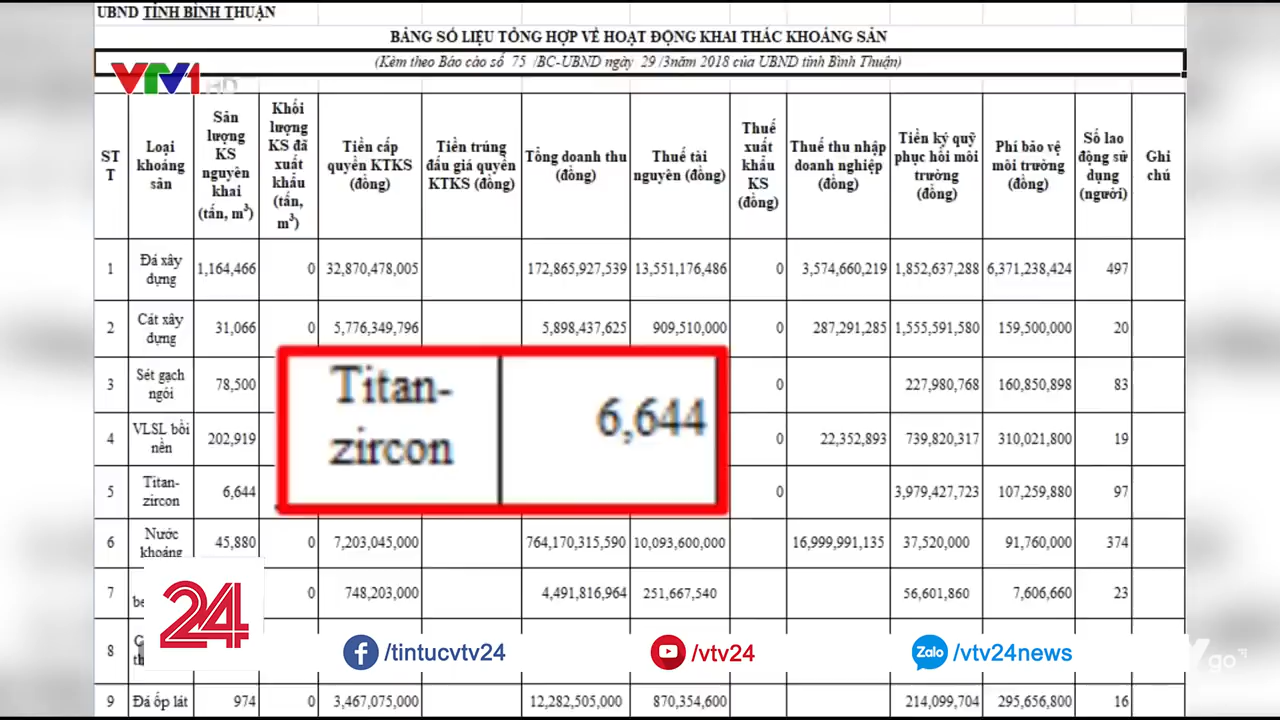 UBND TỈNH BÌNH THUẬN
BẢNG SỐ LIỆU TỔNG HỢP VỀ HOẠT ĐỘNG KHAI THÁC KHOÁNG SẢN
(Kèm theo Báo cáo số 75 /BC-UBND ngày 29 /3năm 2018 của UBND tỉnh Bình Thuận)
VTV1 HD
ST
T
Loại
khoáng
sản
Sản
lượng
KS
nguyên
khai
(tấn, m³)
Khối
lượng
KS đã
xuất
khẩu
(tấn,
m³)
Tiền cấp
quyền KTKS
(đồng)
Tiền trúng
đấu giá quyền
KTKS (đồng)
Tổng doanh thu
(đồng)
Thuế tài
nguyên (đồng)
Thuế
xuất
khẩu
KS
(đồng)
Thuế thu nhập
doanh nghiệp
(đồng)
Tiền ký quỹ
phục hồi môi
trường
(đồng)
Phí bảo vệ
môi trường
(đồng)
Số lao
động sử
dụng
(người)
Ghi
chú
1 Đá xây dựng 1,164,466 0 32,870,478,005 172,865,927,539 13,551,176,486 0 3,574,660,219 1,852,637,288 6,371,238,424 497
2 Cát xây dựng 31,066 0 5,776,349,796 5,898,437,625 909,510,000 0 287,291,285 1,555,591,580 159,500,000 20
3 Sét gạch ngói 78,500 0 227,980,768 160,850,898 83
4 VLSL bồi nền 202,919 22,352,893 739,820,317 310,021,800 19
5 Titan-zircon 6,644 0 3,979,427,723 107,259,880 97
Titan-
zircon
6,644
6 Nước khoáng 45,880 0 7,203,045,000 764,170,315,590 10,093,600,000 16,999,991,135 37,520,000 91,760,000 374
7 0 748,203,000 4,491,816,964 251,667,540 56,601,860 7,606,660 23
8
24
/tintucvtv24
/vtv24
Zalo /vtv24news
go
9 Đá ốp lát 974 0 3,467,075,000 12,282,505,000 870,354,600 214,099,704 295,656,800 16